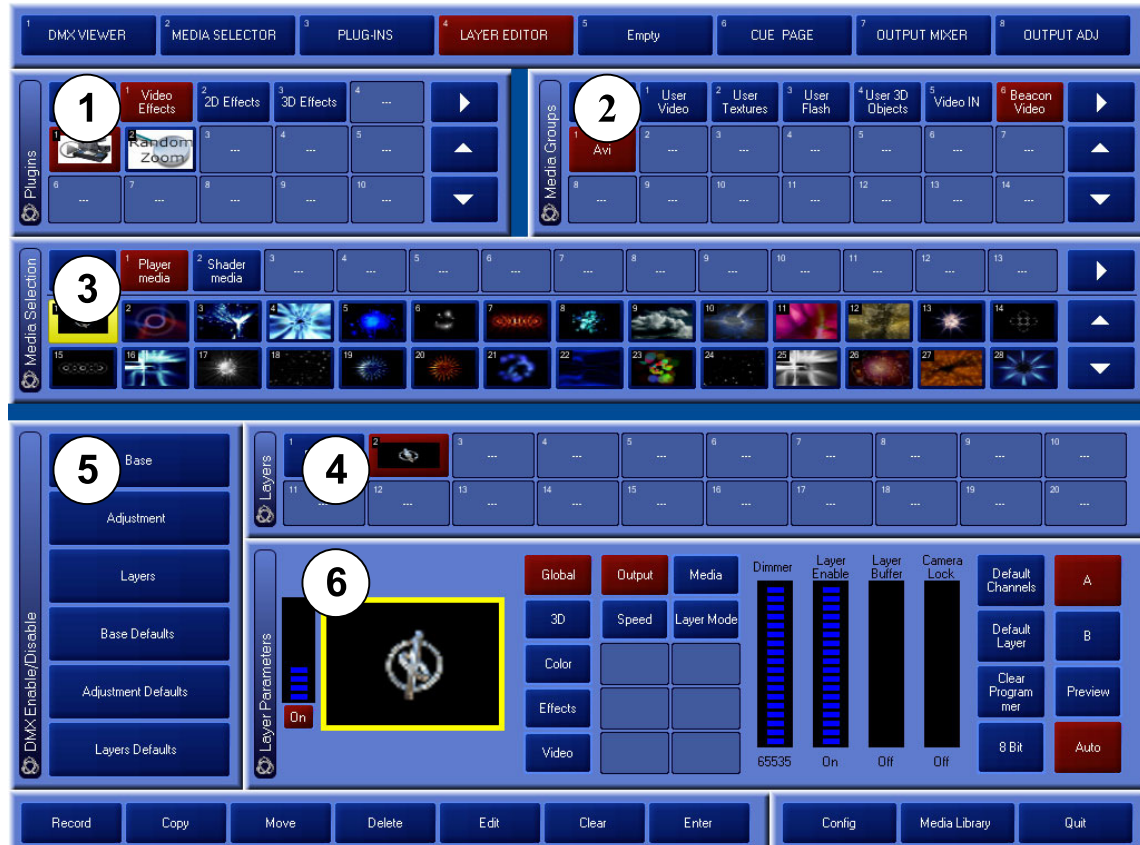 1 DMX VIEWER
2 MEDIA SELECTOR
3 PLUG-INS
4 LAYER EDITOR
5 Empty
6 CUE PAGE
7 OUTPUT MIXER
8 OUTPUT ADJ
Plugins
1
1 Video Effects
2 2D Effects
3 3D Effects
4 ---
1
2 Random Zoom
3 ---
4 ---
5 ---
6 ---
7 ---
8 ---
9 ---
10 ---
Media Groups
2
1 User Video
2 User Textures
3 User Flash
4 User 3D Objects
5 Video IN
6 Beacon Video
1 Avi
2 ---
3 ---
4 ---
5 ---
6 ---
7 ---
8 ---
9 ---
10 ---
11 ---
12 ---
13 ---
14 ---
Media Selection
3
1 Player media
2 Shader media
3 ---
4 ---
5 ---
6 ---
7 ---
8 ---
9 ---
10 ---
11 ---
12 ---
13 ---
1 2 3 4 5 6 7 8 9 10 11 12 13 14
15 16 17 18 19 20 21 22 23 24 25 26 27 28
DMX Enable/Disable
5
Base
Adjustment
Layers
Base Defaults
Adjustment Defaults
Layers Defaults
Layers
4
1
2
3 ---
4 ---
5 ---
6 ---
7 ---
8 ---
9 ---
10 ---
11 ---
12 ---
13 ---
14 ---
15 ---
16 ---
17 ---
18 ---
19 ---
20 ---
Layer Parameters
6
On
Global
Output
Media
3D
Speed
Layer Mode
Color
Effects
Video
Dimmer
65535
Layer Enable
On
Layer Buffer
Off
Camera Lock
Off
Default Channels
A
Default Layer
B
Clear Program mer
Preview
8 Bit
Auto
Record
Copy
Move
Delete
Edit
Clear
Enter
Config
Media Library
Quit